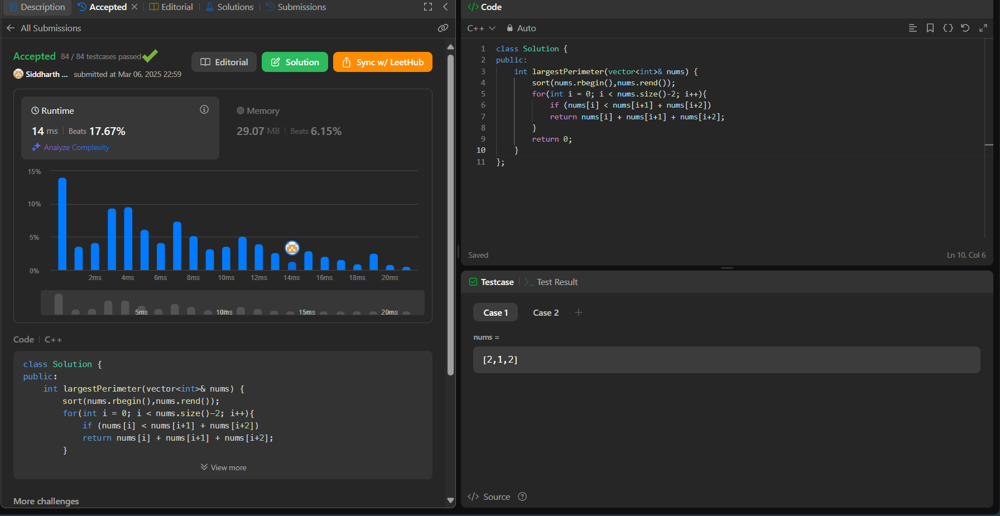 Description
Accepted
Editorial
Solutions
Submissions
All Submissions
Accepted 84 / 84 testcases passed
Siddharth ... submitted at Mar 06, 2025 22:59
Editorial
Solution
Sync w/ LeetHub
Runtime
14 ms Beats 17.67%
Analyze Complexity
Memory
29.07 MB Beats 6.15%
15%
10%
5%
0%
2ms 4ms 6ms 8ms 10ms 12ms 14ms 16ms 18ms 20ms
5ms 10ms 15ms 20ms
Code C++
class Solution {
public:
    int largestPerimeter(vector<int>& nums) {
        sort(nums.rbegin(),nums.rend());
        for(int i = 0; i < nums.size()-2; i++){
            if (nums[i] < nums[i+1] + nums[i+2])
            return nums[i] + nums[i+1] + nums[i+2];
        }
View more
More challenges
</> Code
C++ Auto
1 class Solution {
2 public:
3     int largestPerimeter(vector<int>& nums) {
4         sort(nums.rbegin(),nums.rend());
5         for(int i = 0; i < nums.size()-2; i++){
6             if (nums[i] < nums[i+1] + nums[i+2])
7             return nums[i] + nums[i+1] + nums[i+2];
8         }
9         return 0;
10     }
11 };
Saved
Ln 10, Col 6
Testcase
Test Result
Case 1
Case 2
+
nums =
[2,1,2]
</> Source